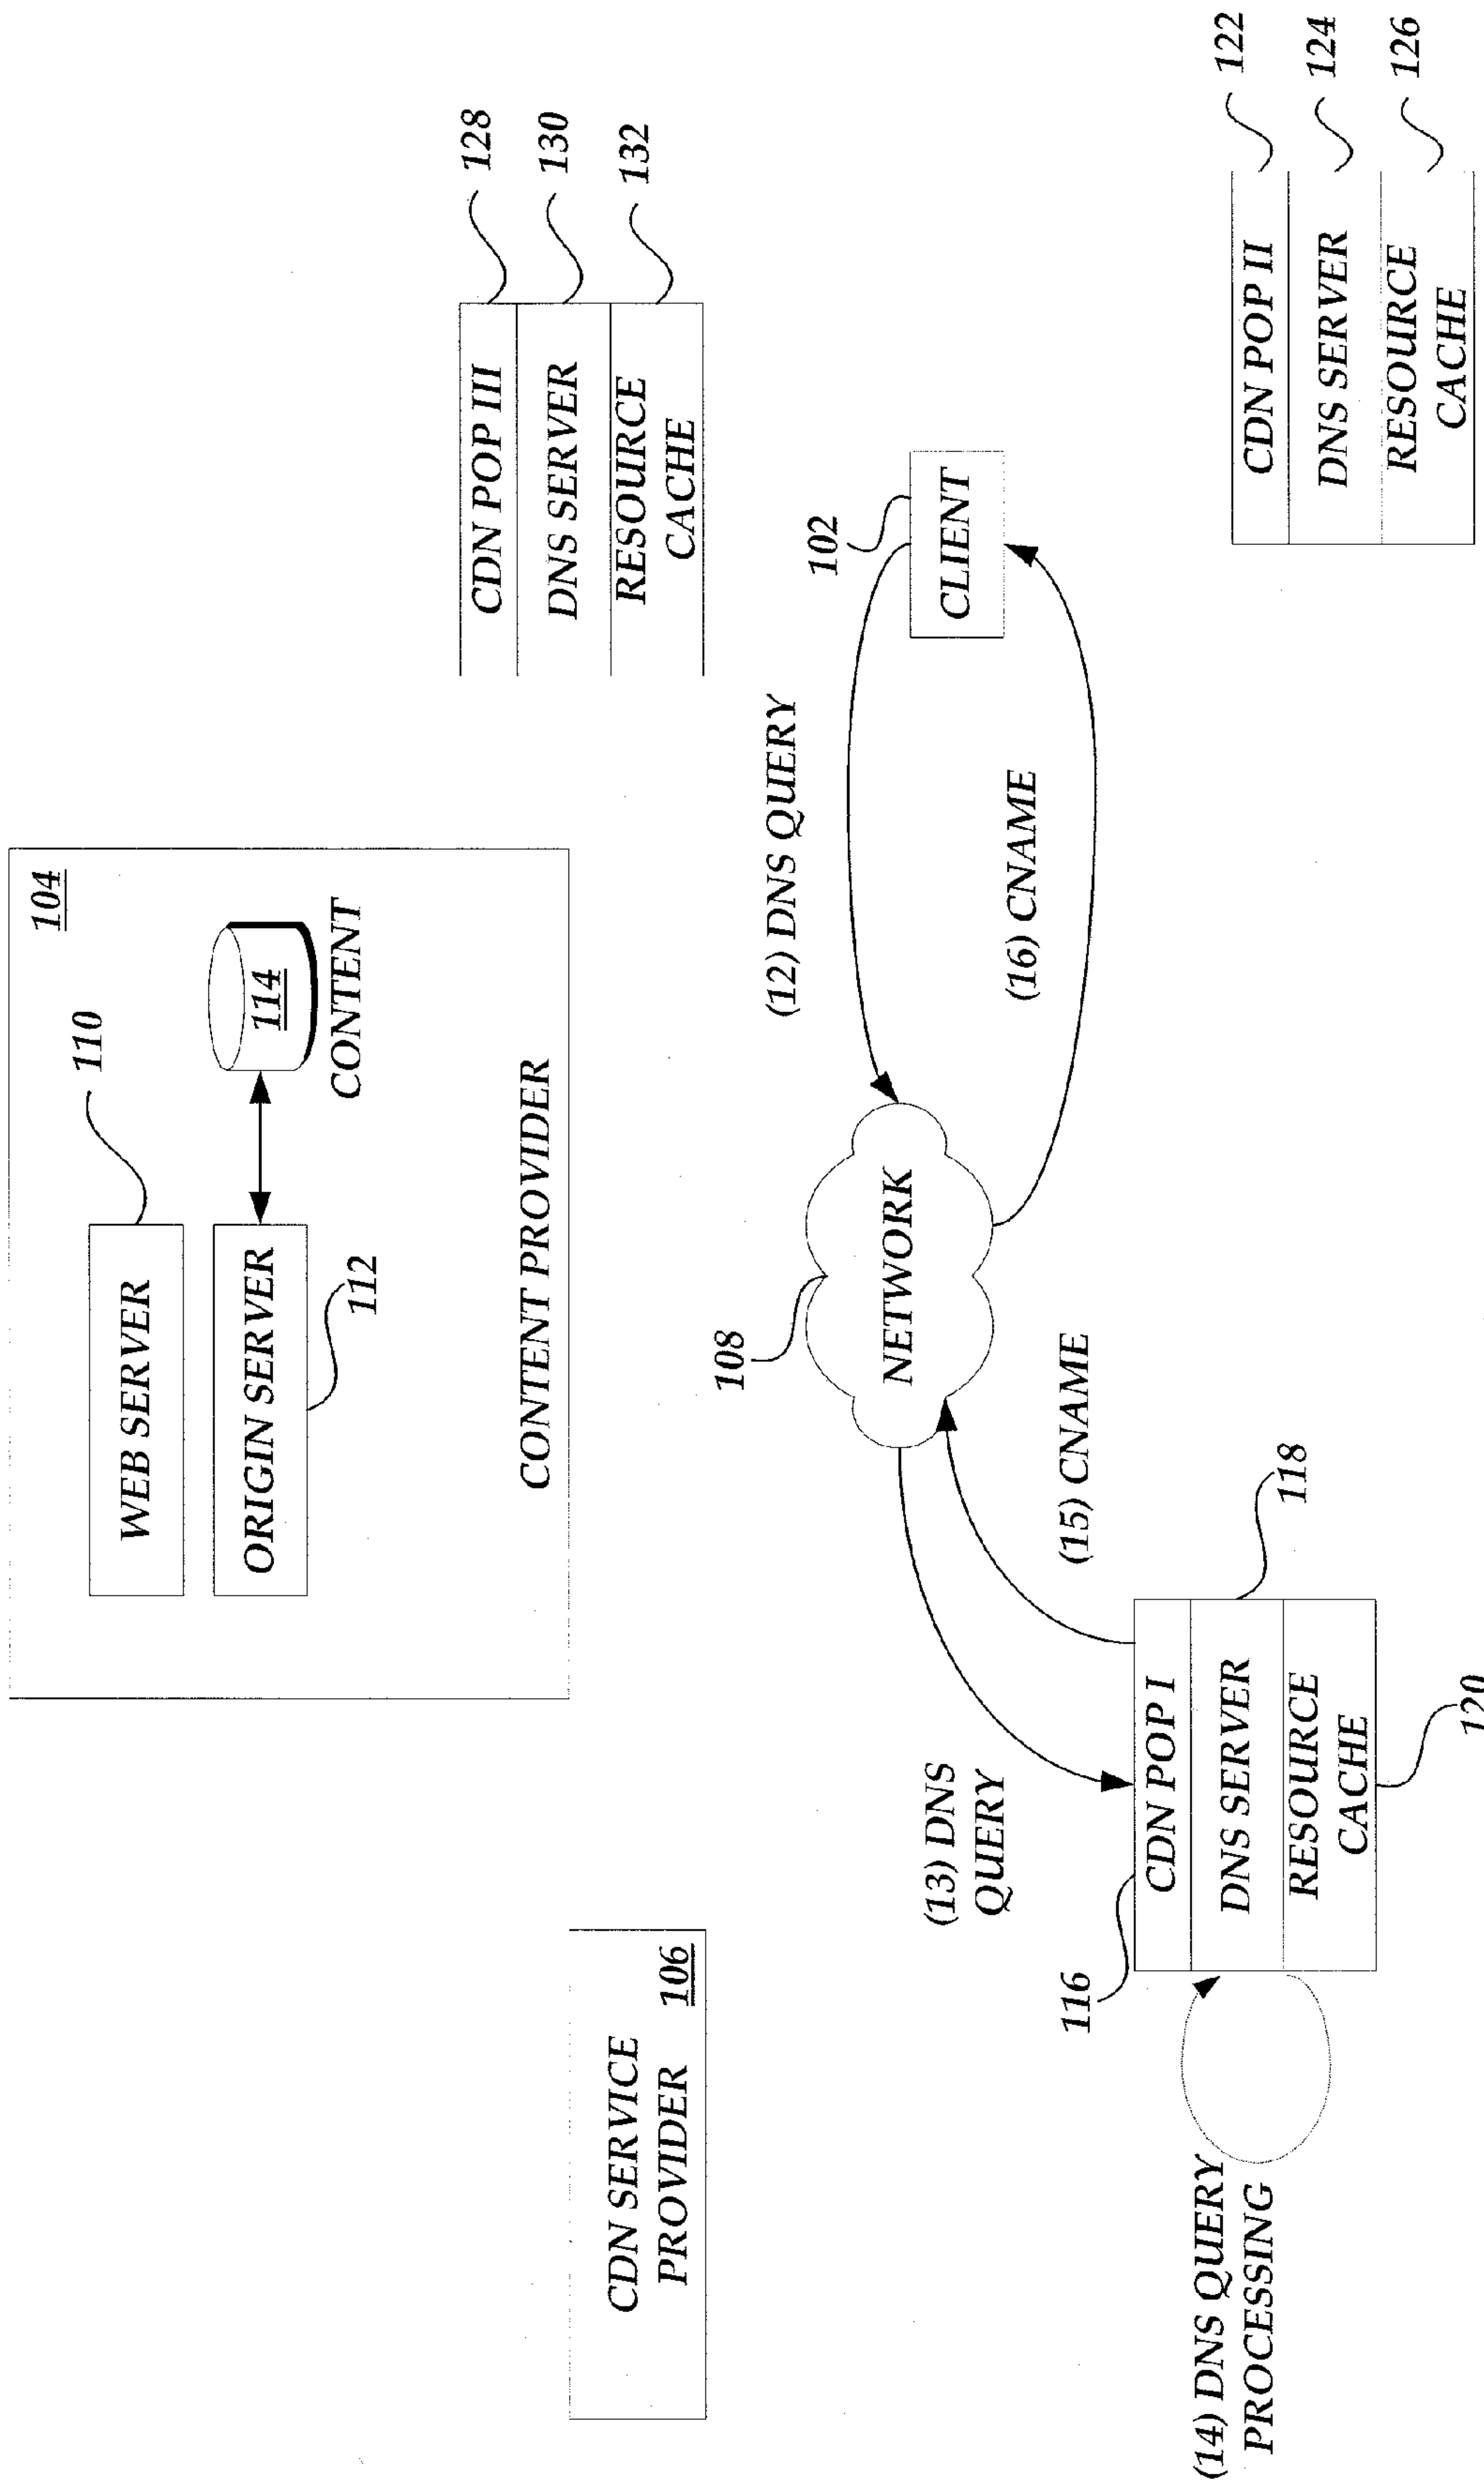 104
110
WEB SERVER
ORIGIN SERVER
114
CONTENT
112
CONTENT PROVIDER
CDN SERVICE
PROVIDER
106
CDN POP III
128
DNS SERVER
130
RESOURCE
CACHE
132
108
NETWORK
(12) DNS QUERY
102
CLIENT
(16) CNAME
(13) DNS
QUERY
(15) CNAME
116
CDN POP I
DNS SERVER
118
RESOURCE
CACHE
120
(14) DNS QUERY
PROCESSING
CDN POP II
122
DNS SERVER
124
RESOURCE
CACHE
126